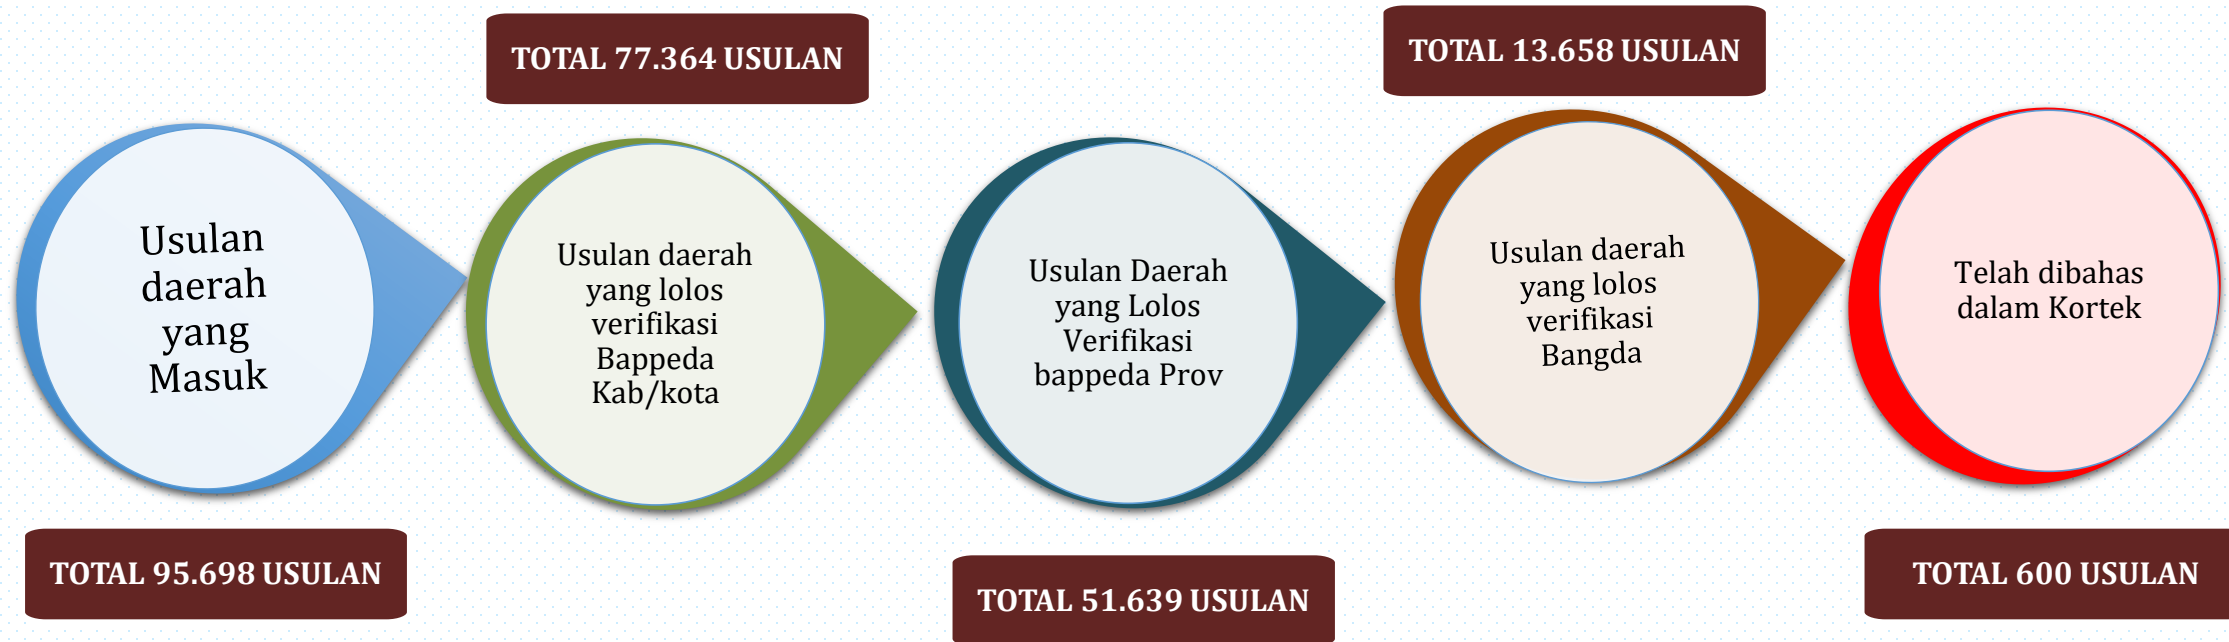 Usulan
daerah
yang
Masuk
TOTAL 95.698 USULAN
TOTAL 77.364 USULAN
Usulan daerah
yang lolos
verifikasi
Bappeda
Kab/kota
Usulan Daerah
yang Lolos
Verifikasi
bappeda Prov
TOTAL 51.639 USULAN
TOTAL 13.658 USULAN
Usulan daerah
yang lolos
verifikasi
Bangda
Telah dibahas
dalam Kortek
TOTAL 600 USULAN